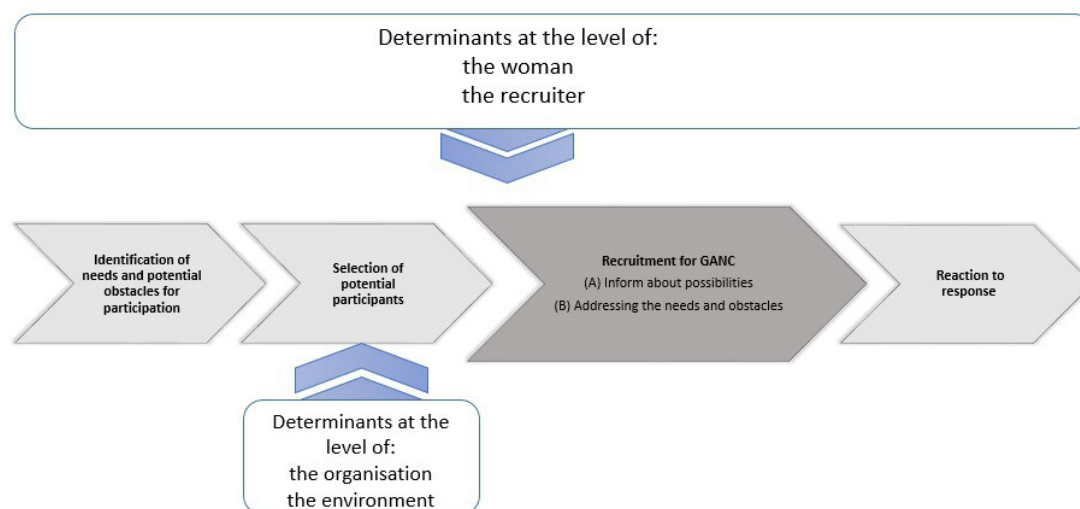 Determinants at the level of:
the woman
the recruiter
Identification of
needs and potential
obstacles for
participation
Selection of
potential
participants
Recruitment for GANC
(A) Inform about possibilities
(B) Addressing the needs and obstacles
Reaction to
response
Determinants at the
level of:
the organisation
the environment